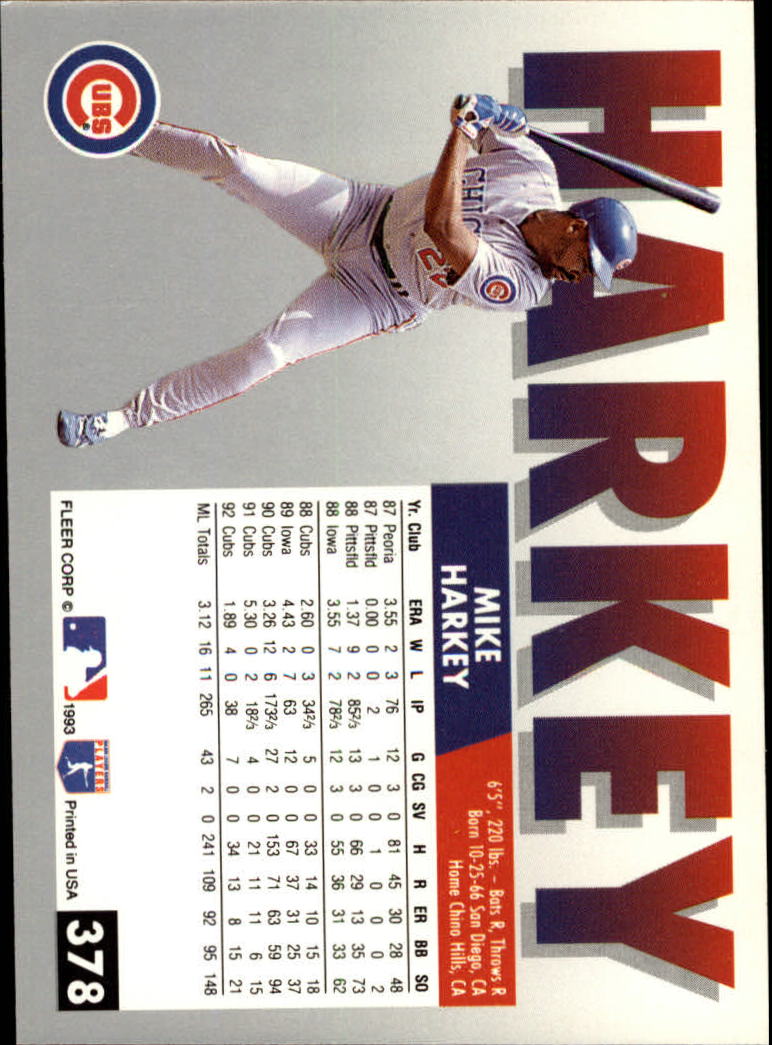 HARKEY
CUBS
CHIC
22
MIKE
HARKEY
6'5", 220 lbs. – Bats R, Throws R
Born 10-25-66 San Diego, CA
Home Chino Hills, CA
Yr. Club ERA W L IP G CG SV H R ER BB SO
87 Peoria 3.55 2 3 76 12 3 0 81 45 30 28 48
87 Pittsfld 0.00 0 0 2 1 0 0 1 0 0 0 2
88 Pittsfld 1.37 9 2 85⅔ 13 3 0 66 29 13 35 73
88 Iowa 3.55 7 2 78⅔ 12 3 0 55 36 31 33 62
88 Cubs 2.60 0 3 34⅔ 5 0 0 33 14 10 15 18
89 Iowa 4.43 2 7 63 12 0 0 67 37 31 25 37
90 Cubs 3.26 12 6 173⅔ 27 2 0 153 71 63 59 94
91 Cubs 5.30 0 2 18⅔ 4 0 0 21 11 11 6 15
92 Cubs 1.89 4 0 38 7 0 0 34 13 8 15 21
ML Totals 3.12 16 11 265 43 2 0 241 109 92 95 148
FLEER CORP © 1993 MAJOR LEAGUE BASEBALL PLAYERS Printed in USA 378